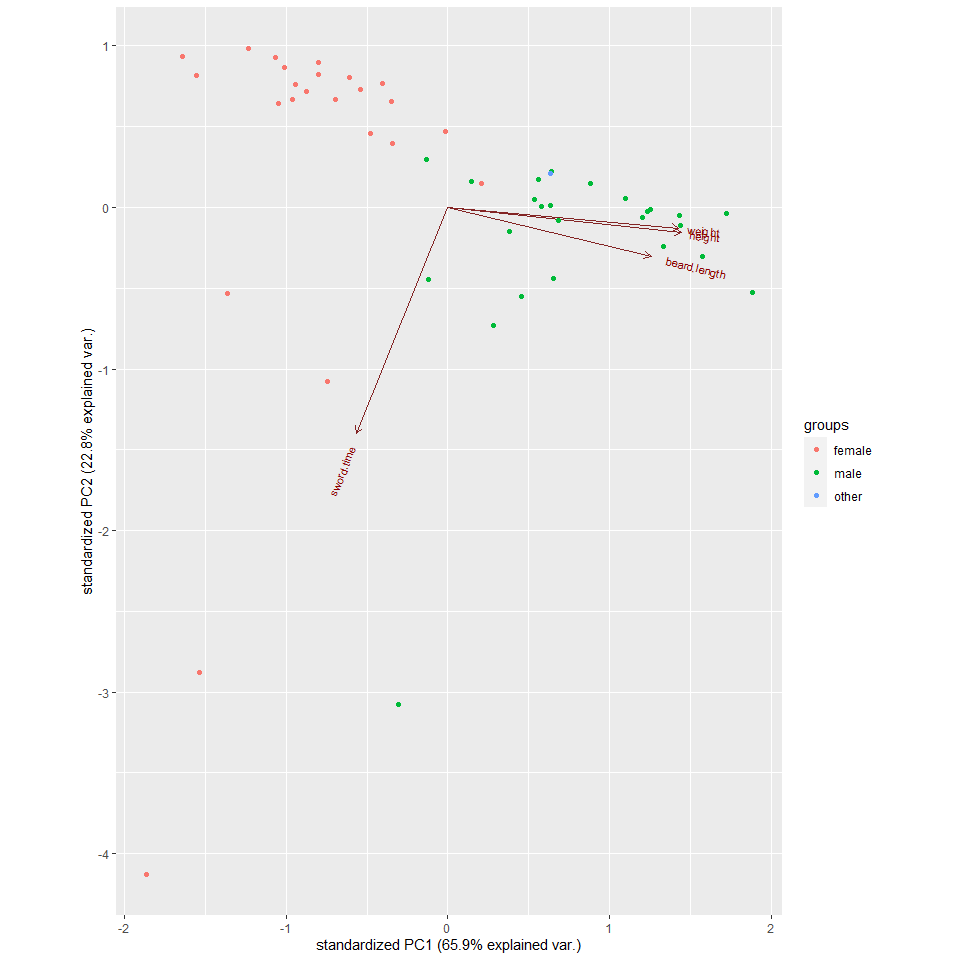 1
0
-1
-2
-3
-4
standardized PC2 (22.8% explained var.)
weight
height
beard.length
sword.time
-2
-1
0
1
2
standardized PC1 (65.9% explained var.)
groups
female
male
other